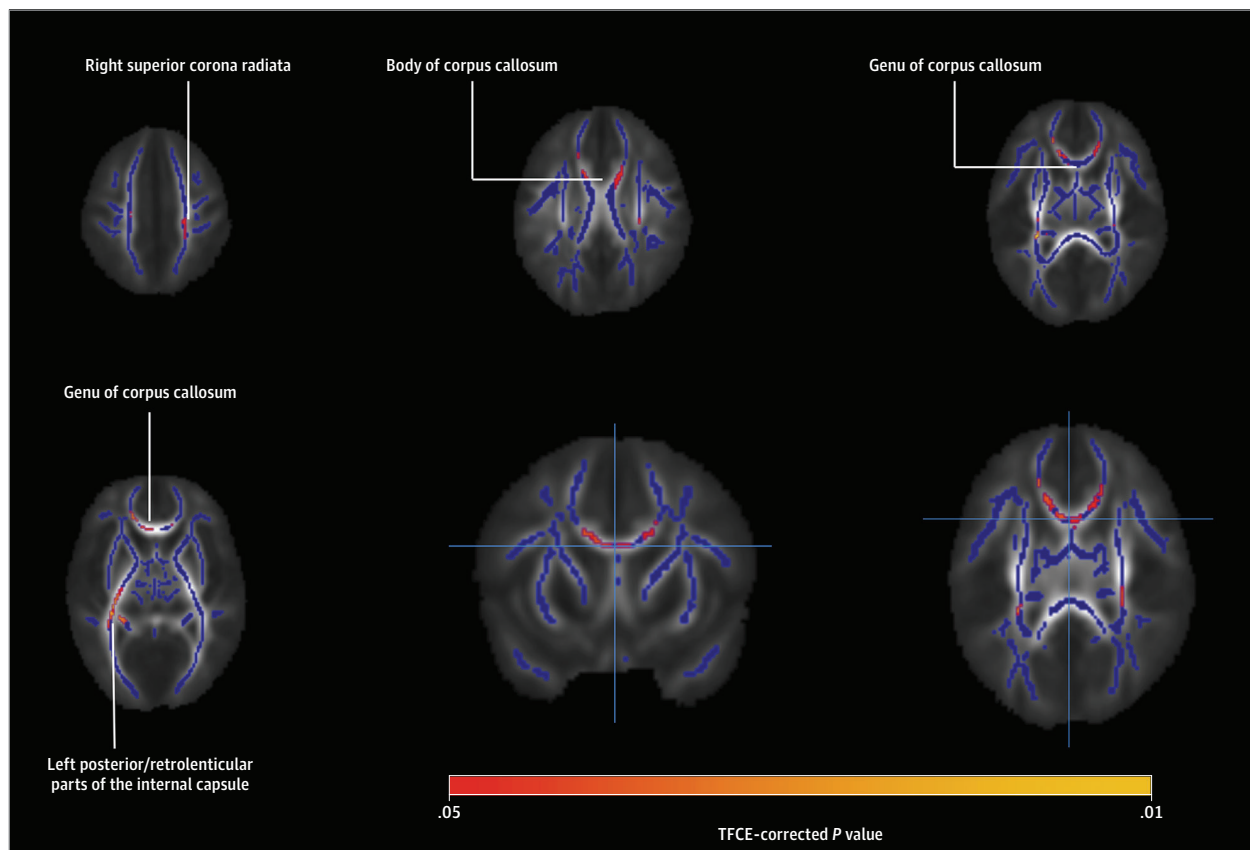 Right superior corona radiata
Body of corpus callosum
Genu of corpus callosum
Genu of corpus callosum
Left posterior/retrolenticular
parts of the internal capsule
.05
.01
TFCE-corrected P value